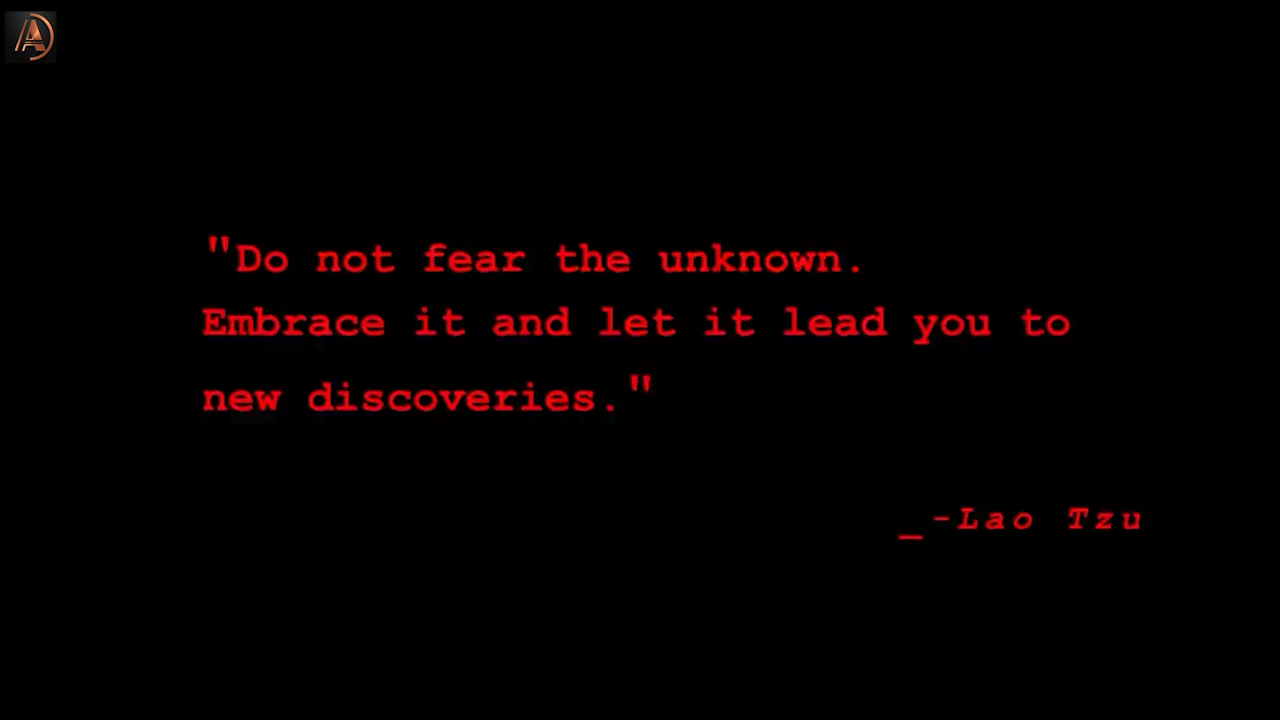 "Do not fear the unknown.
Embrace it and let it lead you to
new discoveries."
_-Lao Tzu